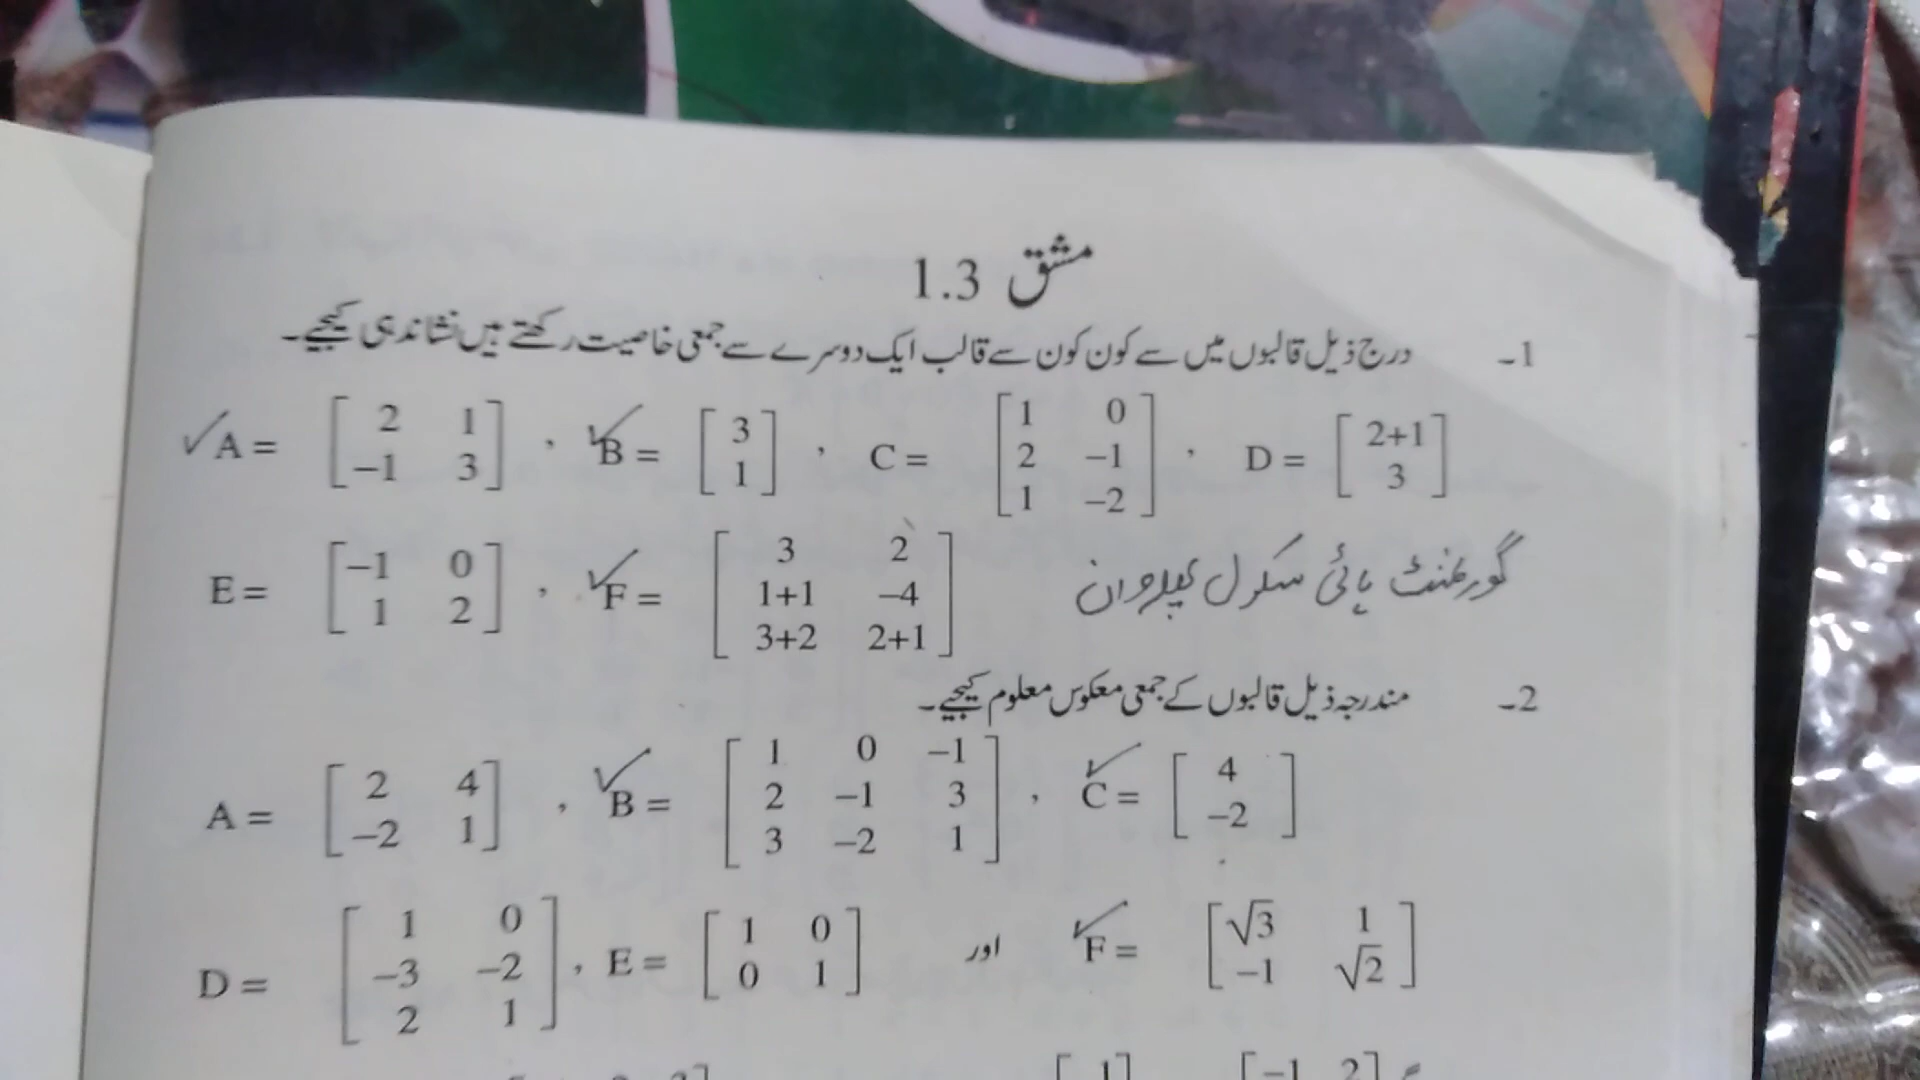 مشق 1.3
1۔ درج ذیل قالبوں میں سے کون کون سے قالب ایک دوسرے سے جمعی خاصیت رکھتے ہیں نشاندہی کیجیے۔
A = [2 1; −1 3] , B = [3; 1] , C = [1 0; 2 −1; 1 −2] , D = [2+1; 3]
E = [−1 0; 1 2] , F = [3 2; 1+1 −4; 3+2 2+1] گورنمنٹ ہائی سکول
2۔ مندرجہ ذیل قالبوں کے جمعی معکوس معلوم کیجیے۔
A = [2 4; −2 1] , B = [1 0 −1; 2 −1 3; 3 −2 1] , C = [4; −2]
D = [1 0; −3 −2; 2 1] , E = [1 0; 0 1] اور F = [√3 1; −1 √2]